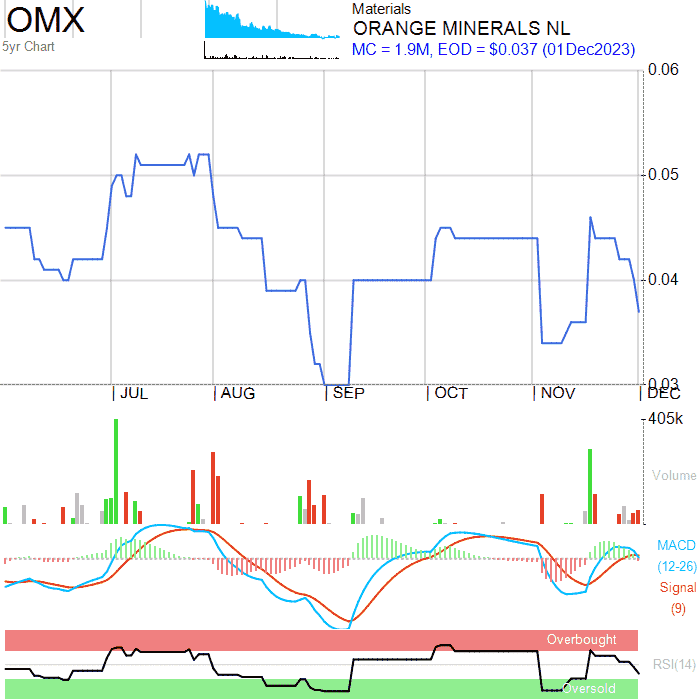 OMX
5yr Chart
Materials
ORANGE MINERALS NL
MC = 1.9M, EOD = $0.037 (01Dec2023)
0.06
0.05
0.04
0.03
JUL AUG SEP OCT NOV DEC
405k
Volume
MACD
(12-26)
Signal
(9)
Overbought
RSI(14)
Oversold